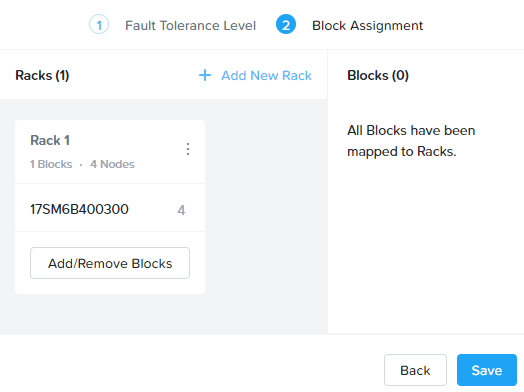 1 Fault Tolerance Level 2 Block Assignment
Racks (1) + Add New Rack
Blocks (0)
Rack 1
1 Blocks · 4 Nodes
17SM6B400300 4
Add/Remove Blocks
All Blocks have been
mapped to Racks.
Back Save